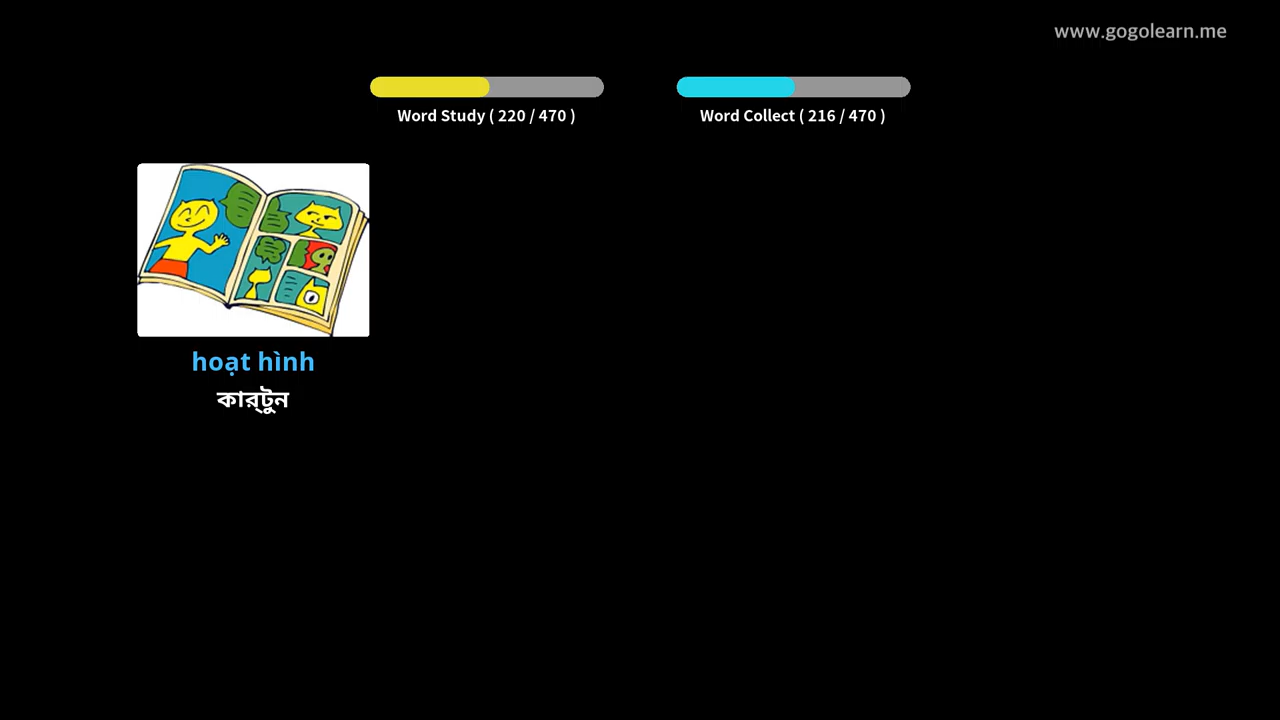 www.gogolearn.me
Word Study ( 220 / 470 )
Word Collect ( 216 / 470 )
hoạt hình
কার্টুন